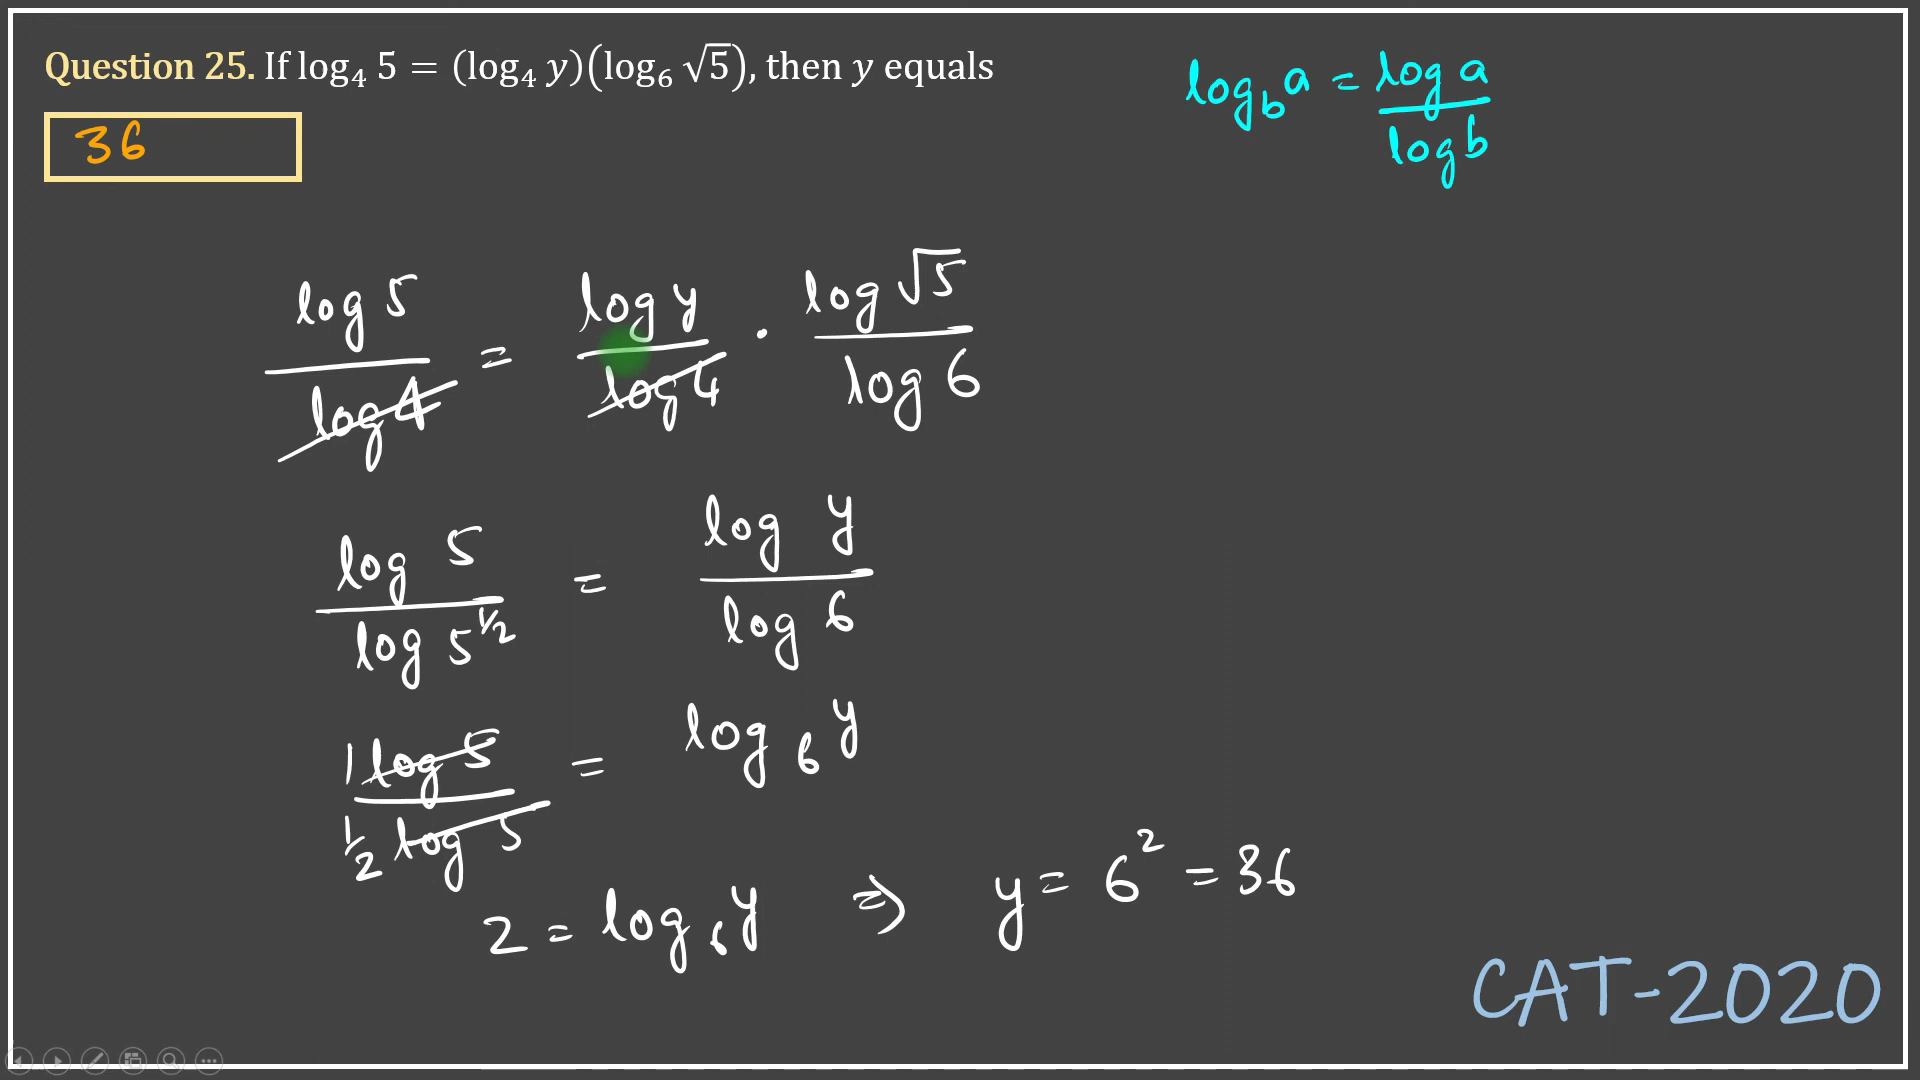 Question 25. If log₄ 5 = (log₄ y)(log₆ √5), then y equals
36
log_b a = log a / log b
log 5 / log 4 = log y / log 4 · log √5 / log 6
log 5 / log 5^1/2 = log y / log 6
1 log 5 / 1/2 log 5 = log₆ y
2 = log₆ y ⇒ y = 6² = 36
CAT-2020